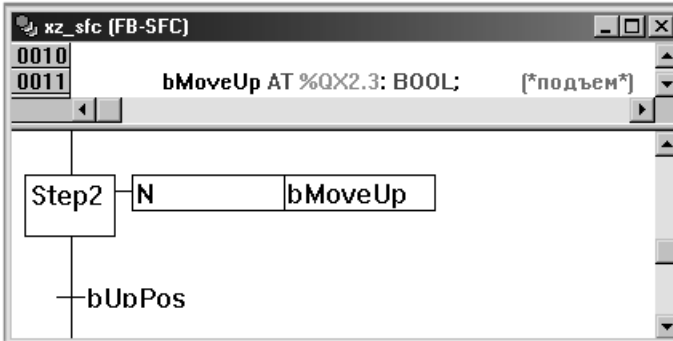 xz_sfc (FB-SFC)
0010
0011 bMoveUp AT %QX2.3: BOOL; (*подъем*)
Step2 N bMoveUp
bUpPos